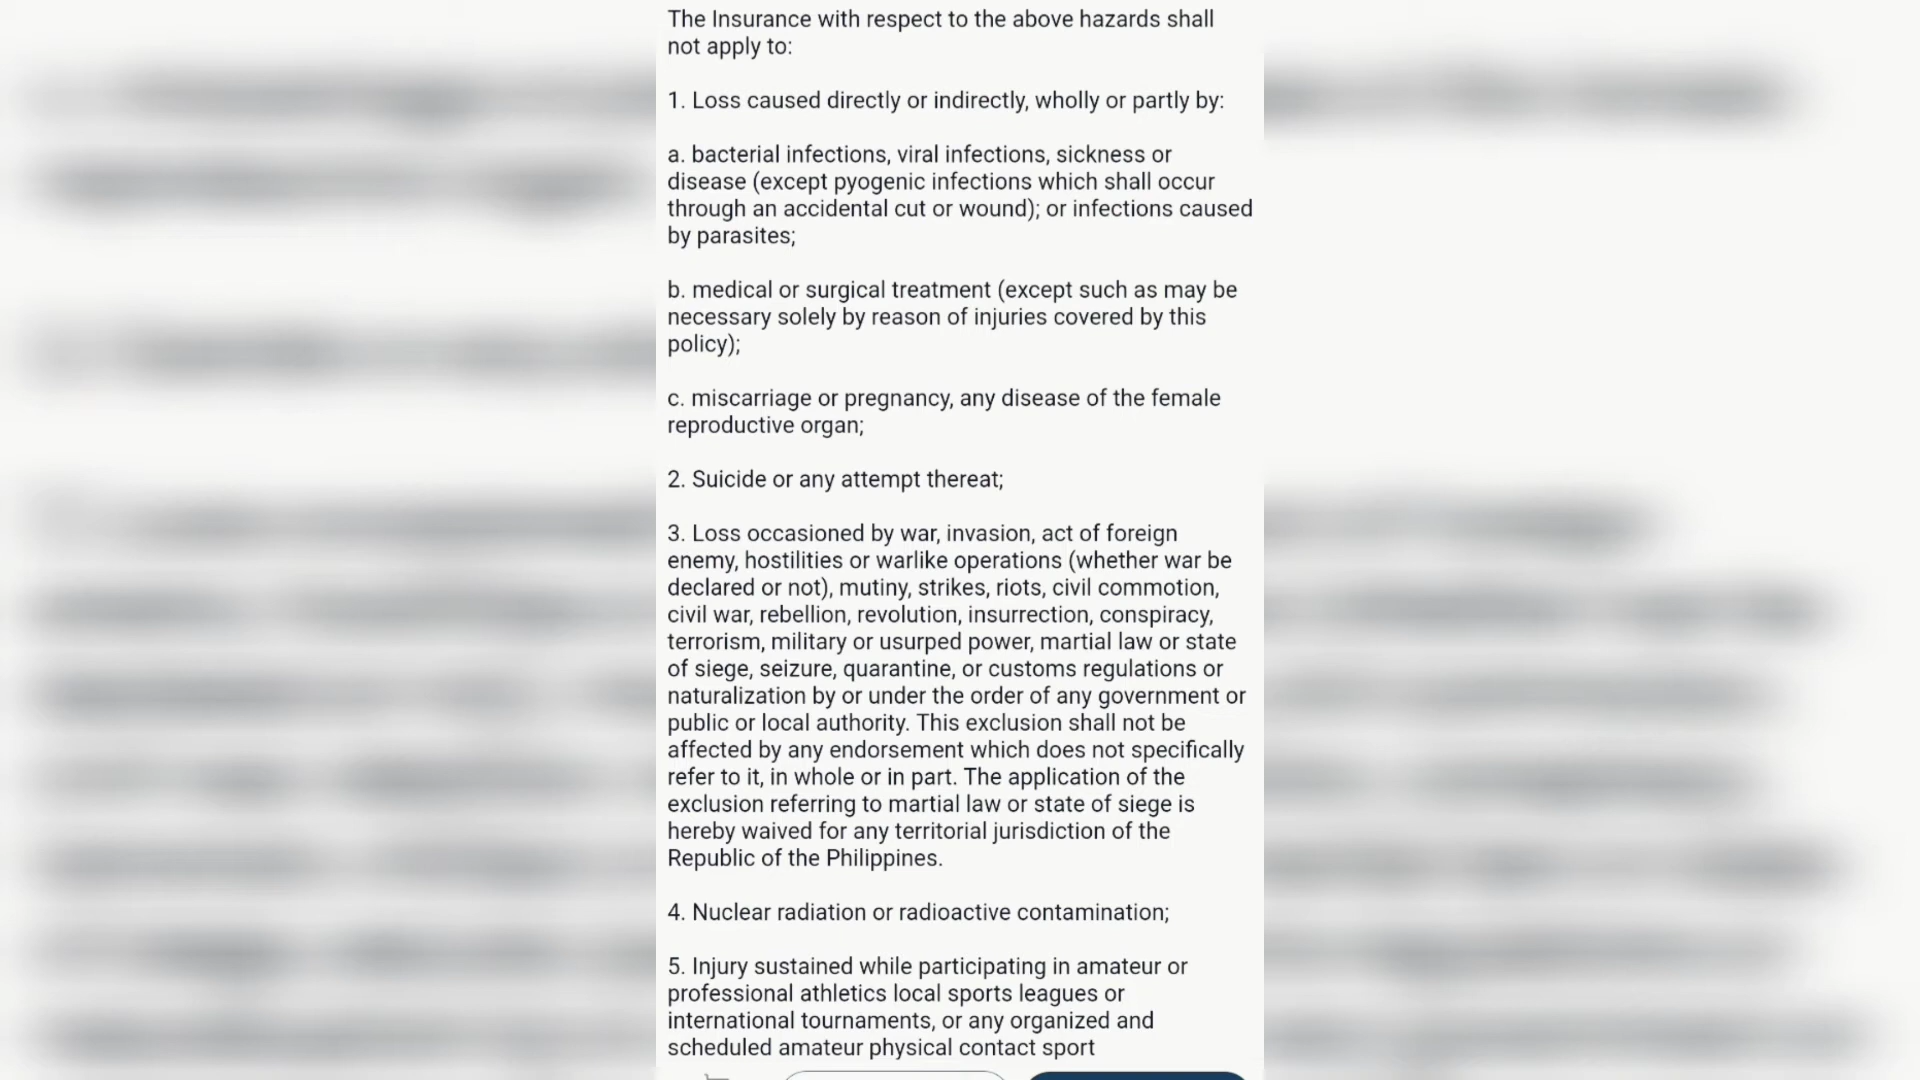 The Insurance with respect to the above hazards shall
not apply to:
1. Loss caused directly or indirectly, wholly or partly by:
a. bacterial infections, viral infections, sickness or
disease (except pyogenic infections which shall occur
through an accidental cut or wound); or infections caused
by parasites;
b. medical or surgical treatment (except such as may be
necessary solely by reason of injuries covered by this
policy);
c. miscarriage or pregnancy, any disease of the female
reproductive organ;
2. Suicide or any attempt thereat;
3. Loss occasioned by war, invasion, act of foreign
enemy, hostilities or warlike operations (whether war be
declared or not), mutiny, strikes, riots, civil commotion,
civil war, rebellion, revolution, insurrection, conspiracy,
terrorism, military or usurped power, martial law or state
of siege, seizure, quarantine, or customs regulations or
naturalization by or under the order of any government or
public or local authority. This exclusion shall not be
affected by any endorsement which does not specifically
refer to it, in whole or in part. The application of the
exclusion referring to martial law or state of siege is
hereby waived for any territorial jurisdiction of the
Republic of the Philippines.
4. Nuclear radiation or radioactive contamination;
5. Injury sustained while participating in amateur or
professional athletics local sports leagues or
international tournaments, or any organized and
scheduled amateur physical contact sport